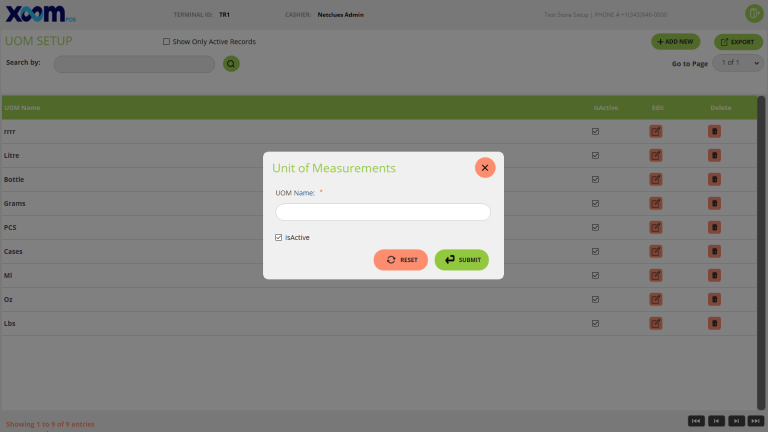 XOOM POS
TERMINAL ID: TR1 CASHER: Netclues Admin Test Store Setup | PHONE # +1(345)946-0000
UOM SETUP
Show Only Active Records
ADD NEW
EXPORT
Search by:
Go to Page 1 of 1
UOM Name IsActive Edit Delete
rrrr
Litre
Bottle
Grams
PCS
Cases
Ml
Oz
Lbs
Unit of Measurements
UOM Name: *
IsActive
RESET SUBMIT
Showing 1 to 9 of 9 entries